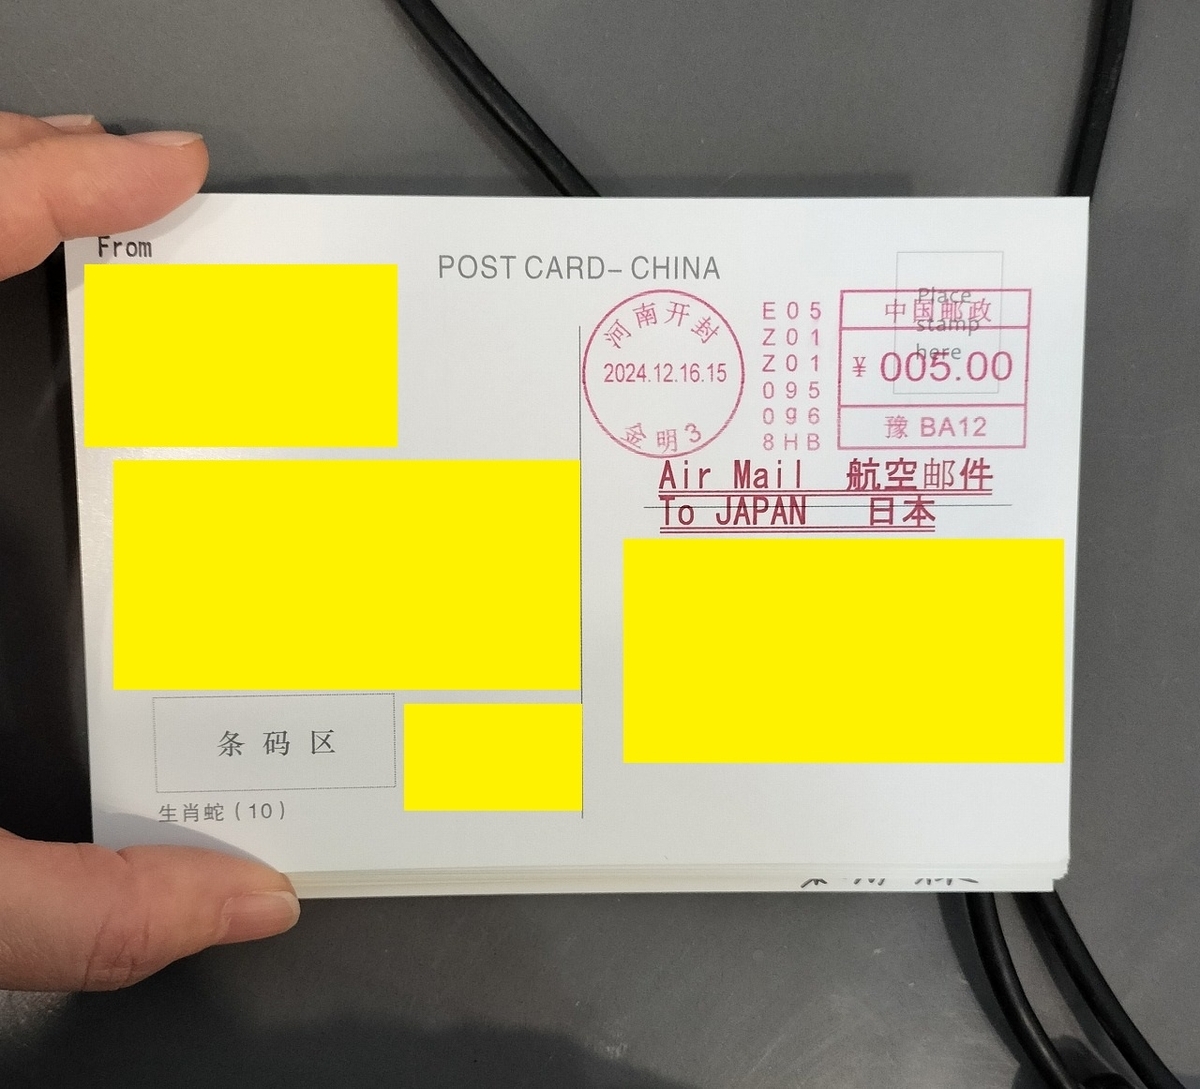 From
POST CARD– CHINA
Place
stamp
here
河南开封
2024.12.16.15
金明3
E05
Z01
Z01
095
096
8HB
中国邮政
¥ 005.00
豫 BA12
Air Mail 航空邮件
To JAPAN 日本
条码区
生肖蛇(10)